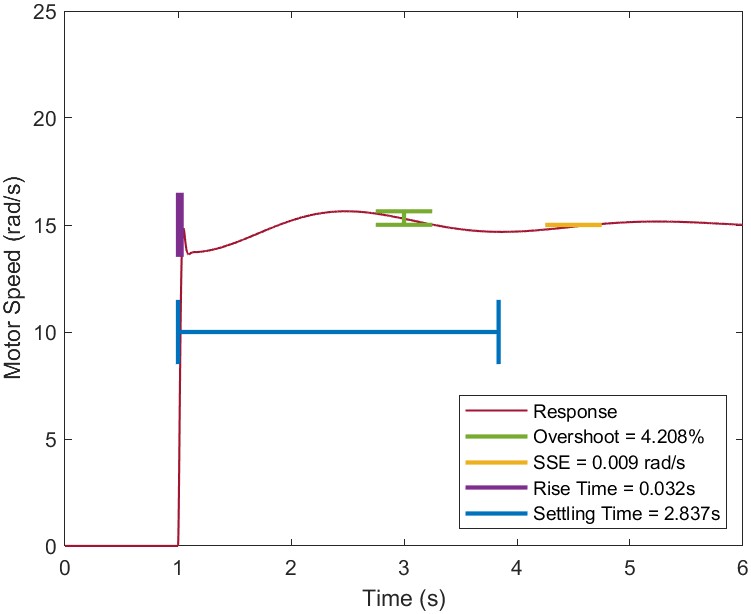 25
20
15
10
5
0
Motor Speed (rad/s)
Response
Overshoot = 4.208%
SSE = 0.009 rad/s
Rise Time = 0.032s
Settling Time = 2.837s
0 1 2 3 4 5 6
Time (s)